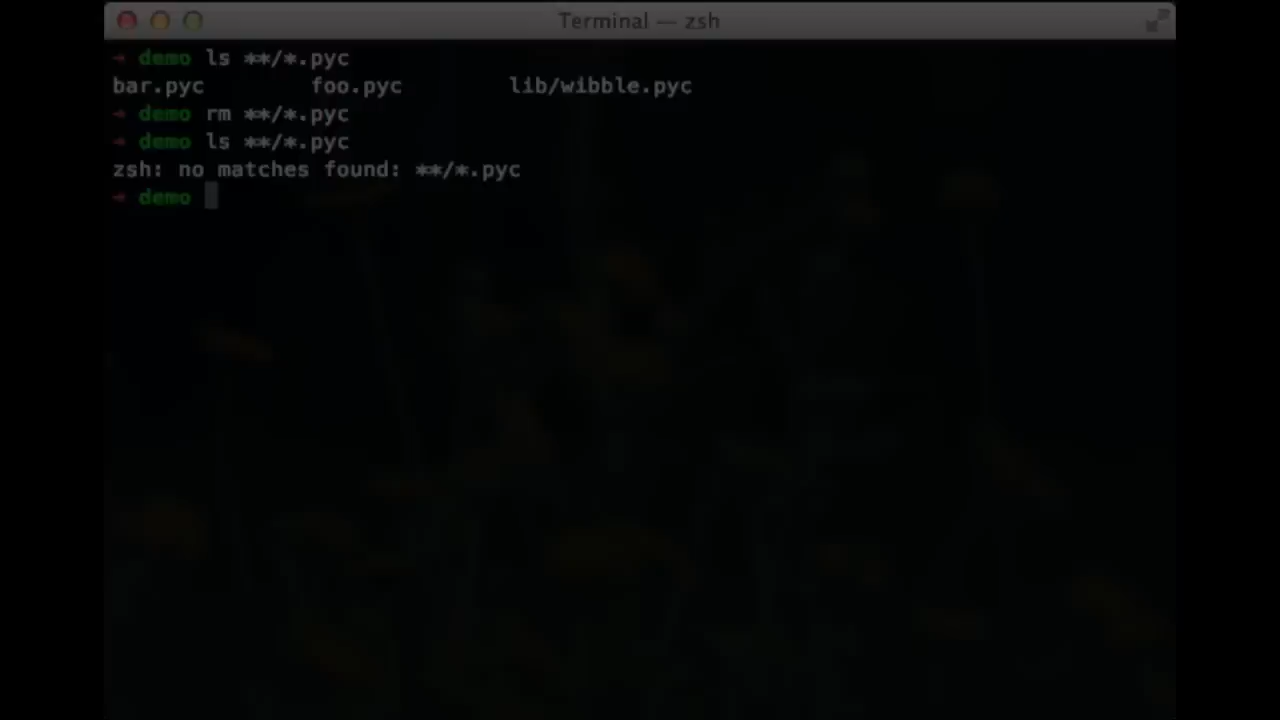 Terminal — zsh
→ demo ls **/*.pyc
bar.pyc foo.pyc lib/wibble.pyc
→ demo rm **/*.pyc
→ demo ls **/*.pyc
zsh: no matches found: **/*.pyc
→ demo